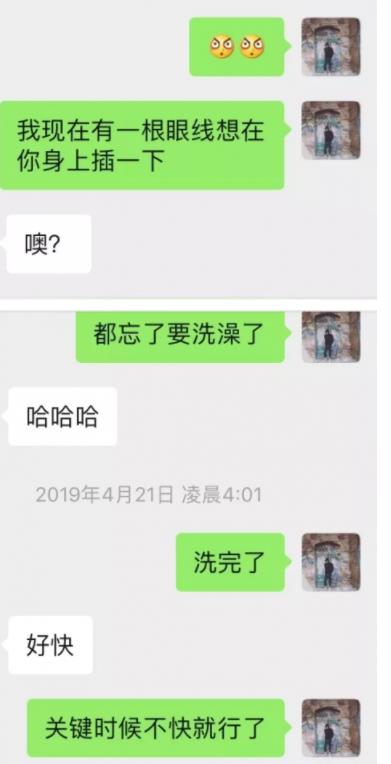 我现在有一根眼线想在
你身上插一下
噢?
都忘了要洗澡了
哈哈哈
2019年4月21日 凌晨4:01
洗完了
好快
关键时候不快就行了